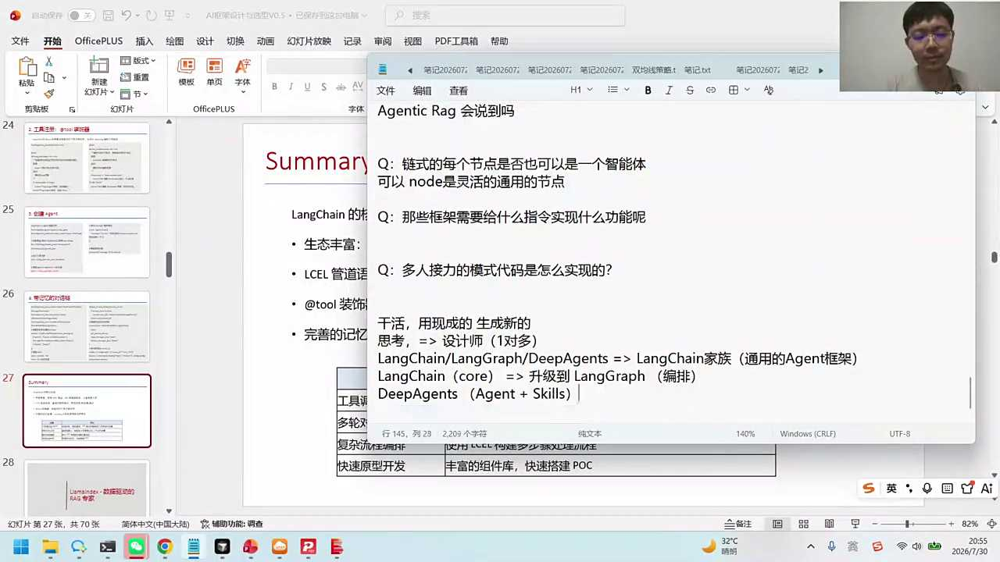 自动保存 关 AI框架设计与选型V0.5 • 已保存到这台电脑 搜索
文件 开始 OfficePLUS 插入 绘图 设计 切换 动画 幻灯片放映 记录 审阅 视图 PDF工具箱 帮助
粘贴 新建 幻灯片 版式 重置 节 模板 单页 字体
剪贴板 幻灯片 OfficePLUS 字体
笔记2026072 笔记2026072 笔记2026072 笔记2026072 双均线策略.t 笔记.txt 笔记2026072 笔记2
文件 编辑 查看 H1
Agentic Rag 会说到吗
Q：链式的每个节点是否也可以是一个智能体
可以 node是灵活的通用的节点
Q：那些框架需要给什么指令实现什么功能呢
Q：多人接力的模式代码是怎么实现的？
干活，用现成的 生成新的
思考，=> 设计师（1对多）
LangChain/LangGraph/DeepAgents => LangChain家族（通用的Agent框架）
LangChain（core） => 升级到 LongGraph （编排）
DeepAgents （Agent + Skills）
行 145，列 23 2,209 个字符 纯文本 140% Windows (CRLF) UTF-8
Summary
LangChain 的核
• 生态丰富：
• LCEL 管道语
• @tool 装饰
• 完善的记忆
工具
多轮对
复杂流程编排 使用 LCEL 构建多步骤处理流程
快速原型开发 丰富的组件库，快速搭建 POC
24
2. 工具注册：@tool 装饰器
25
3. 创建 Agent
26
4. 带记忆的对话链
27
Summary
28
LlamaIndex - 数据驱动的
RAG 专家
英
幻灯片 第 27 张，共 70 张 简体中文(中国大陆) 辅助功能: 调查 备注 82%
32°C
晴朗
英
20:55
2026/7/30